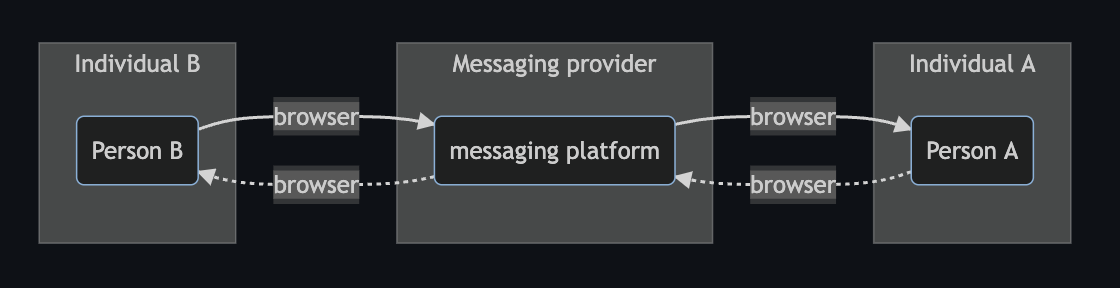 Individual B
Messaging provider
Individual A
browser
browser
Person B
messaging platform
Person A
browser
browser